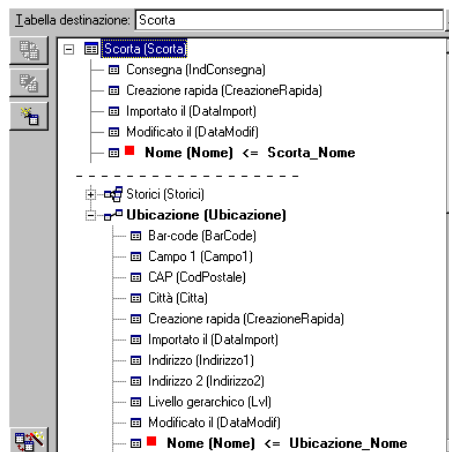 Tabella destinazione: Scorta
Scorta (Scorta)
Consegna (IndConsegna)
Creazione rapida (CreazioneRapida)
Importato il (DataImport)
Modificato il (DataModif)
Nome (Nome) <= Scorta_Nome
Storici (Storici)
Ubicazione (Ubicazione)
Bar-code (BarCode)
Campo 1 (Campo1)
CAP (CodPostale)
Città (Citta)
Creazione rapida (CreazioneRapida)
Importato il (DataImport)
Indirizzo (Indirizzo1)
Indirizzo 2 (Indirizzo2)
Livello gerarchico (Lvl)
Modificato il (DataModif)
Nome (Nome) <= Ubicazione_Nome